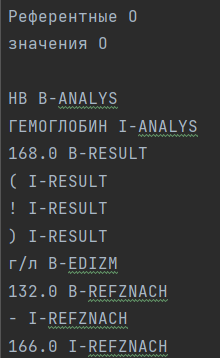 Референтные O
значения O

HB B-ANALYS
ГЕМОГЛОБИН I-ANALYS
168.0 B-RESULT
( I-RESULT
! I-RESULT
) I-RESULT
г/л B-EDIZM
132.0 B-REFZNACH
- I-REFZNACH
166.0 I-REFZNACH